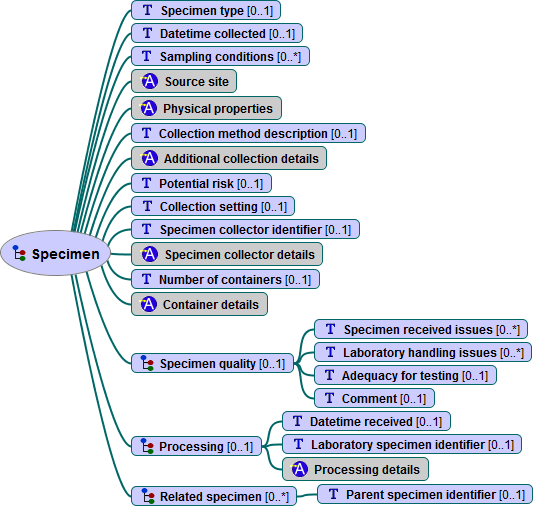 Specimen
T Specimen type [0..1]
T Datetime collected [0..1]
T Sampling conditions [0..*]
A Source site
A Physical properties
T Collection method description [0..1]
A Additional collection details
T Potential risk [0..1]
T Collection setting [0..1]
T Specimen collector identifier [0..1]
A Specimen collector details
T Number of containers [0..1]
A Container details
Specimen quality [0..1]
T Specimen received issues [0..*]
T Laboratory handling issues [0..*]
T Adequacy for testing [0..1]
T Comment [0..1]
Processing [0..1]
T Datetime received [0..1]
T Laboratory specimen identifier [0..1]
A Processing details
Related specimen [0..*]
T Parent specimen identifier [0..1]